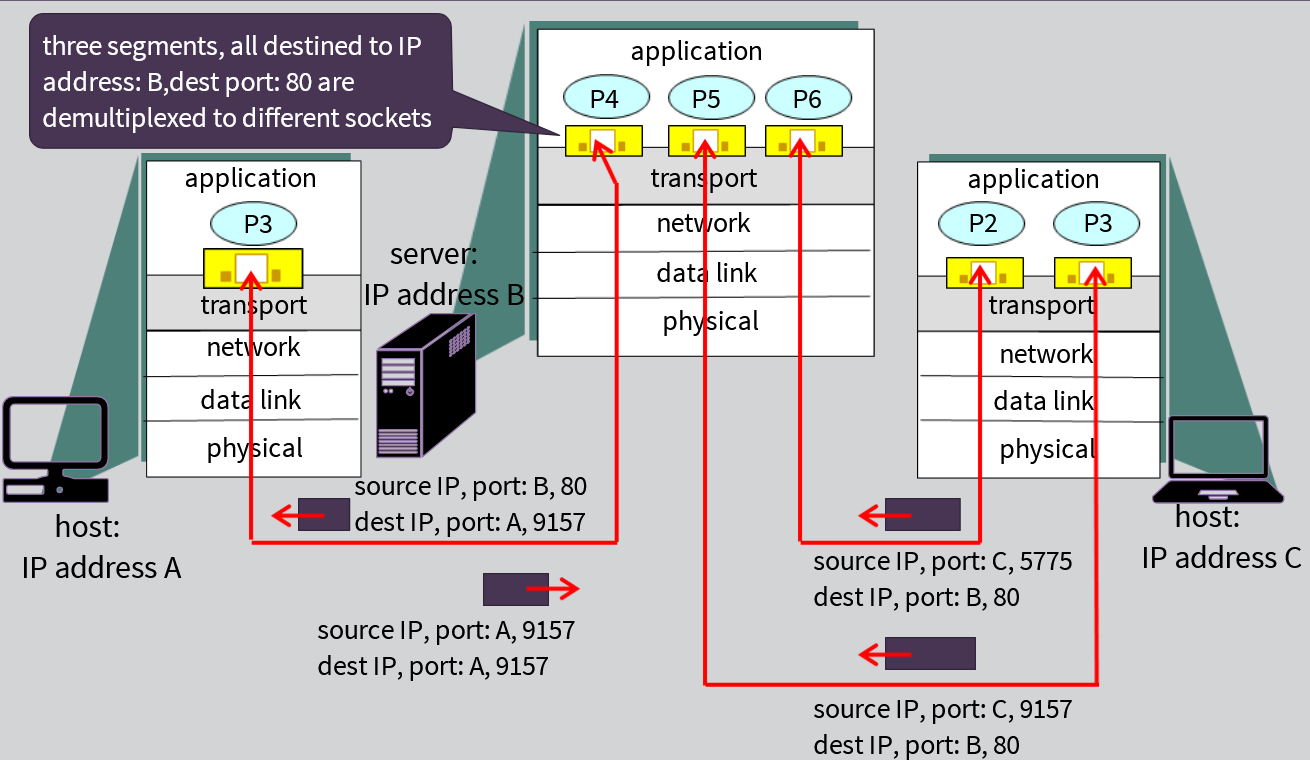 three segments, all destined to IP
address: B,dest port: 80 are
demultiplexed to different sockets
application
P4
P5
P6
transport
network
data link
physical
application
P3
transport
network
data link
physical
server:
IP address B
application
P2
P3
transport
network
data link
physical
host:
IP address A
source IP, port: B, 80
dest IP, port: A, 9157
source IP, port: A, 9157
dest IP, port: A, 9157
host:
IP address C
source IP, port: C, 5775
dest IP, port: B, 80
source IP, port: C, 9157
dest IP, port: B, 80